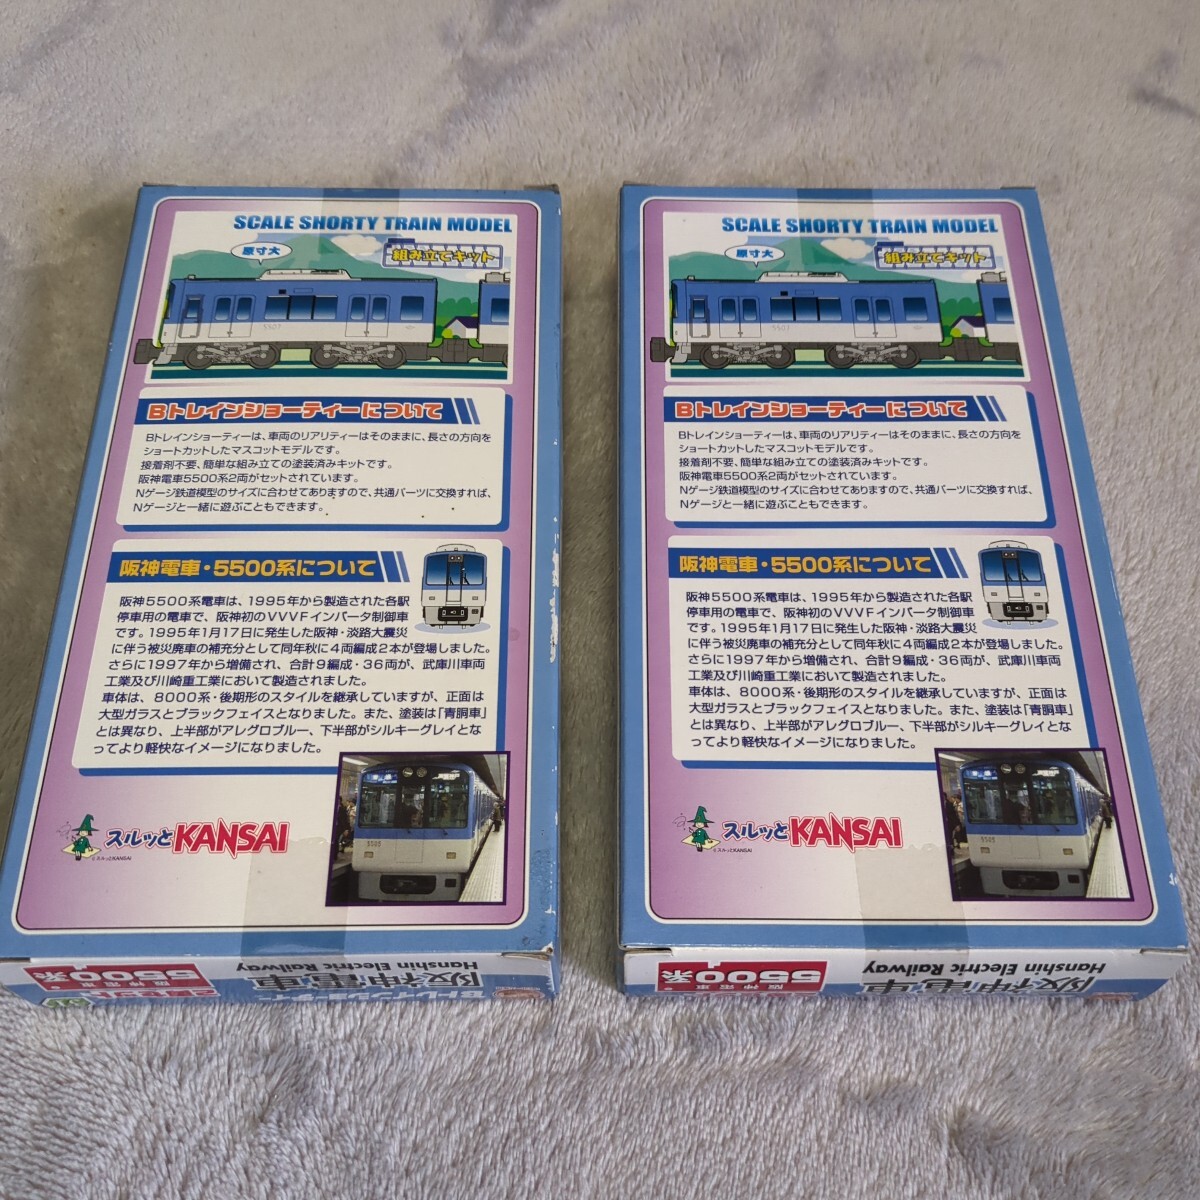 SCALE SHORTY TRAIN MODEL
原寸大
組み立てキット
5507
Bトレインショーティーについて
Bトレインショーティーは、車両のリアリティーはそのままに、長さの方向を
ショートカットしたマスコットモデルです。
接着剤不要、簡単な組み立ての塗装済みキットです。
阪神電車5500系2両がセットされています。
Nゲージ鉄道模型のサイズに合わせてありますので、共通パーツに交換すれば、
Nゲージと一緒に遊ぶこともできます。
阪神電車・5500系について
阪神5500系電車は、1995年から製造された各駅
停車用の電車で、阪神初のVVVFインバータ制御車
です。1995年1月17日に発生した阪神・淡路大震災
に伴う被災廃車の補充分として同年秋に4両編成2本が登場しました。
さらに1997年から増備され、合計9編成・36両が、武庫川車両
工業及び川崎重工業において製造されました。
車体は、8000系・後期形のスタイルを継承していますが、正面は
大型ガラスとブラックフェイスとなりました。また、塗装は「青胴車」
とは異なり、上半部がアレグロブルー、下半部がシルキーグレイとな
ってより軽快なイメージになりました。
スルッとKANSAI
©スルッとKANSAI
阪神電車
5500系
阪神電車
Hanshin Electric Railway
2両セット
Bトレインショーティー
SCALE SHORTY TRAIN MODEL
原寸大
組み立てキット
5507
Bトレインショーティーについて
Bトレインショーティーは、車両のリアリティーはそのままに、長さの方向を
ショートカットしたマスコットモデルです。
接着剤不要、簡単な組み立ての塗装済みキットです。
阪神電車5500系2両がセットされています。
Nゲージ鉄道模型のサイズに合わせてありますので、共通パーツに交換すれば、
Nゲージと一緒に遊ぶこともできます。
阪神電車・5500系について
阪神5500系電車は、1995年から製造された各駅
停車用の電車で、阪神初のVVVFインバータ制御車
です。1995年1月17日に発生した阪神・淡路大震災
に伴う被災廃車の補充分として同年秋に4両編成2本が登場しました。
さらに1997年から増備され、合計9編成・36両が、武庫川車両
工業及び川崎重工業において製造されました。
車体は、8000系・後期形のスタイルを継承していますが、正面は
大型ガラスとブラックフェイスとなりました。また、塗装は「青胴車」
とは異なり、上半部がアレグロブルー、下半部がシルキーグレイとな
ってより軽快なイメージになりました。
スルッとKANSAI
©スルッとKANSAI
阪神電車
5500系
阪神電車
Hanshin Electric Railway